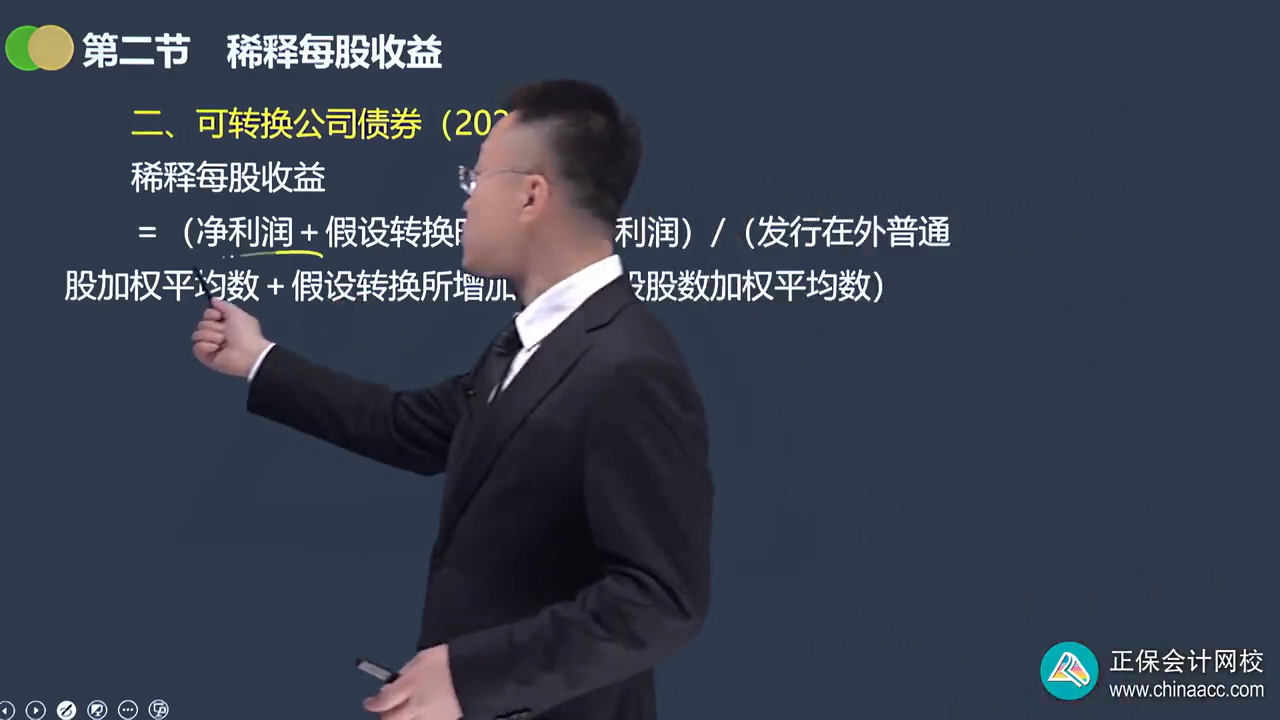 第二节 稀释每股收益
二、可转换公司债券（202
稀释每股收益
＝（净利润＋假设转换 利润）/（发行在外普通
股加权平均数＋假设转换所增加 股股数加权平均数）
正保会计网校
www.chinaacc.com